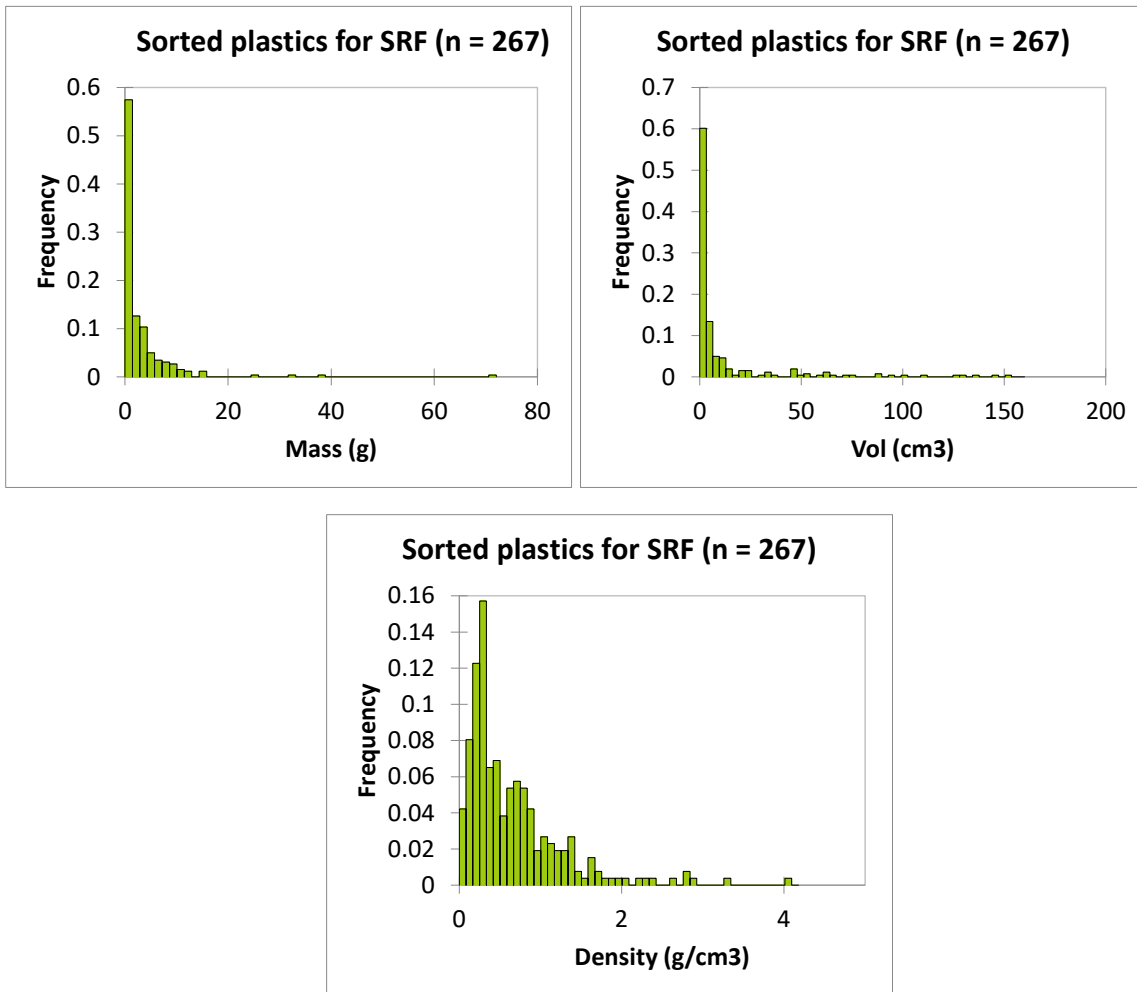 Sorted plastics for SRF (n = 267)
0.6
0.5
0.4
0.3
0.2
0.1
0
Frequency
0 20 40 60 80
Mass (g)
Sorted plastics for SRF (n = 267)
0.7
0.6
0.5
0.4
0.3
0.2
0.1
0
Frequency
0 50 100 150 200
Vol (cm3)
Sorted plastics for SRF (n = 267)
0.16
0.14
0.12
0.1
0.08
0.06
0.04
0.02
0
Frequency
0 2 4
Density (g/cm3)